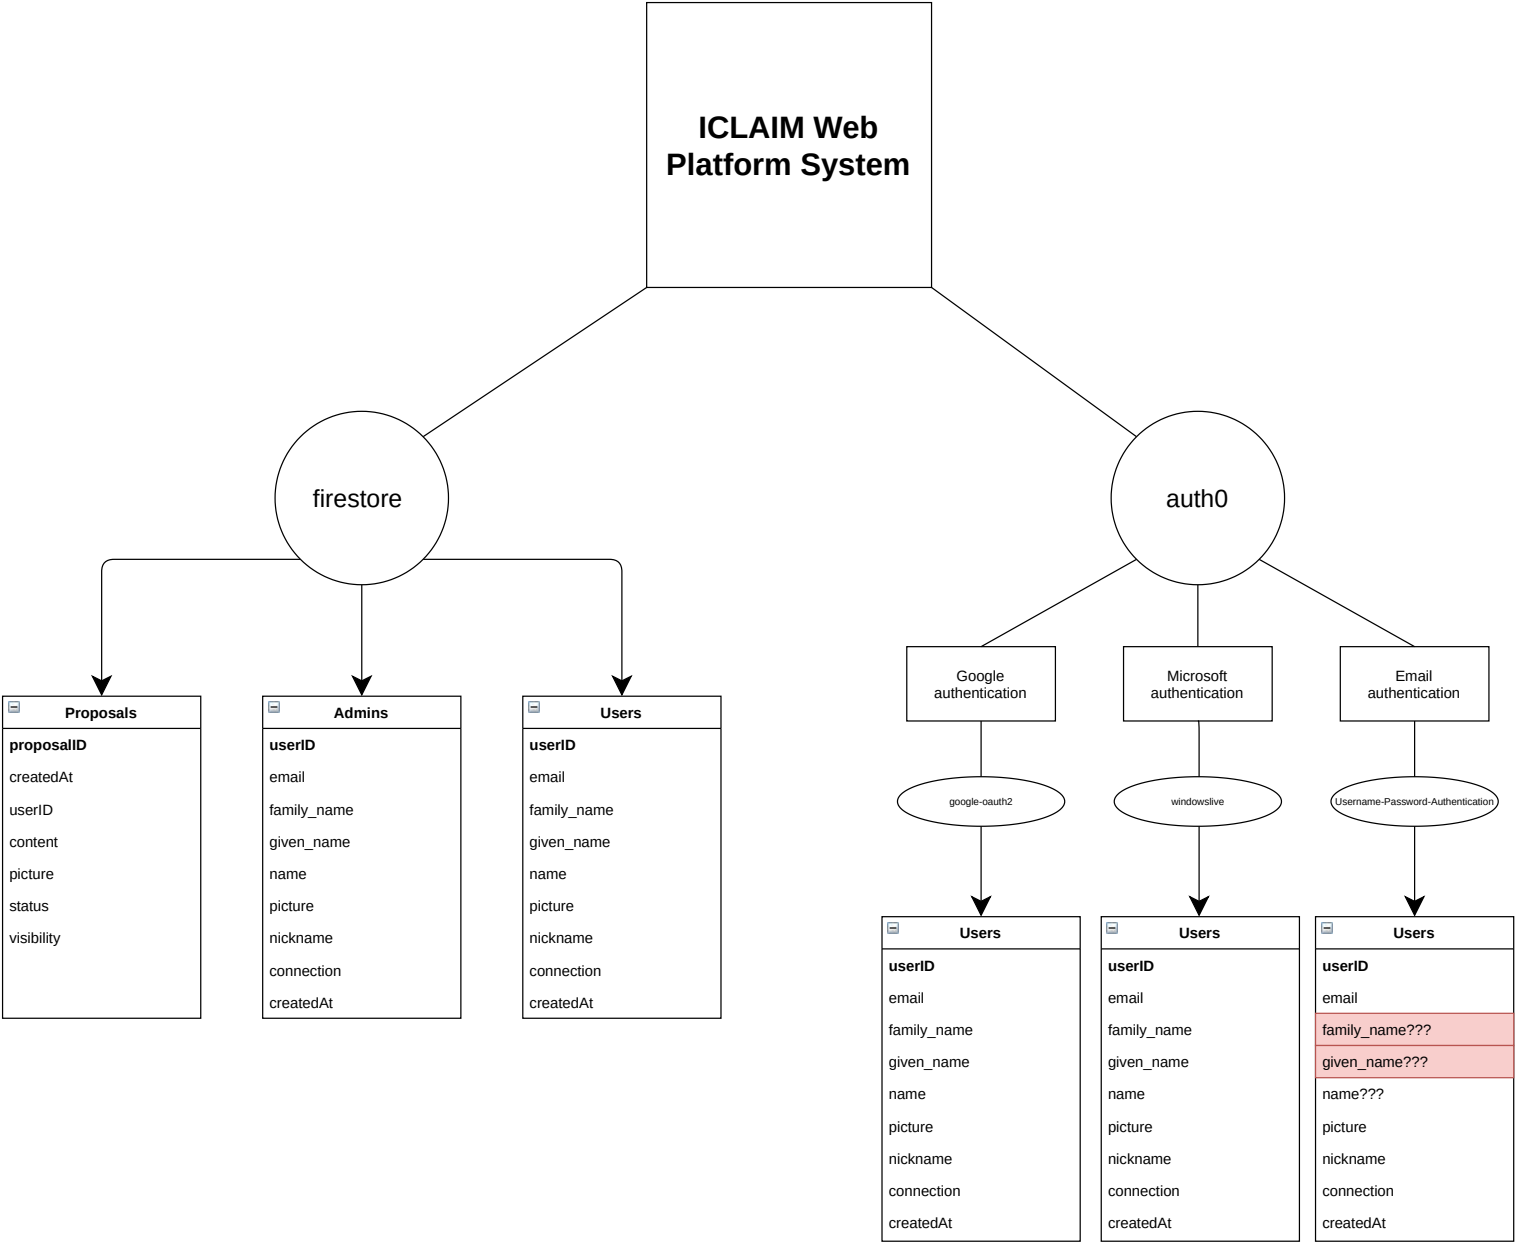 ICLAIM Web
Platform System
firestore
auth0
Proposals
proposalID
createdAt
userID
content
picture
status
visibility
Admins
userID
email
family_name
given_name
name
picture
nickname
connection
createdAt
Users
userID
email
family_name
given_name
name
picture
nickname
connection
createdAt
Google
authentication
google-oauth2
Users
userID
email
family_name
given_name
name
picture
nickname
connection
createdAt
Microsoft
authentication
windowslive
Users
userID
email
family_name
given_name
name
picture
nickname
connection
createdAt
Email
authentication
Username-Password-Authentication
Users
userID
email
family_name???
given_name???
name???
picture
nickname
connection
createdAt